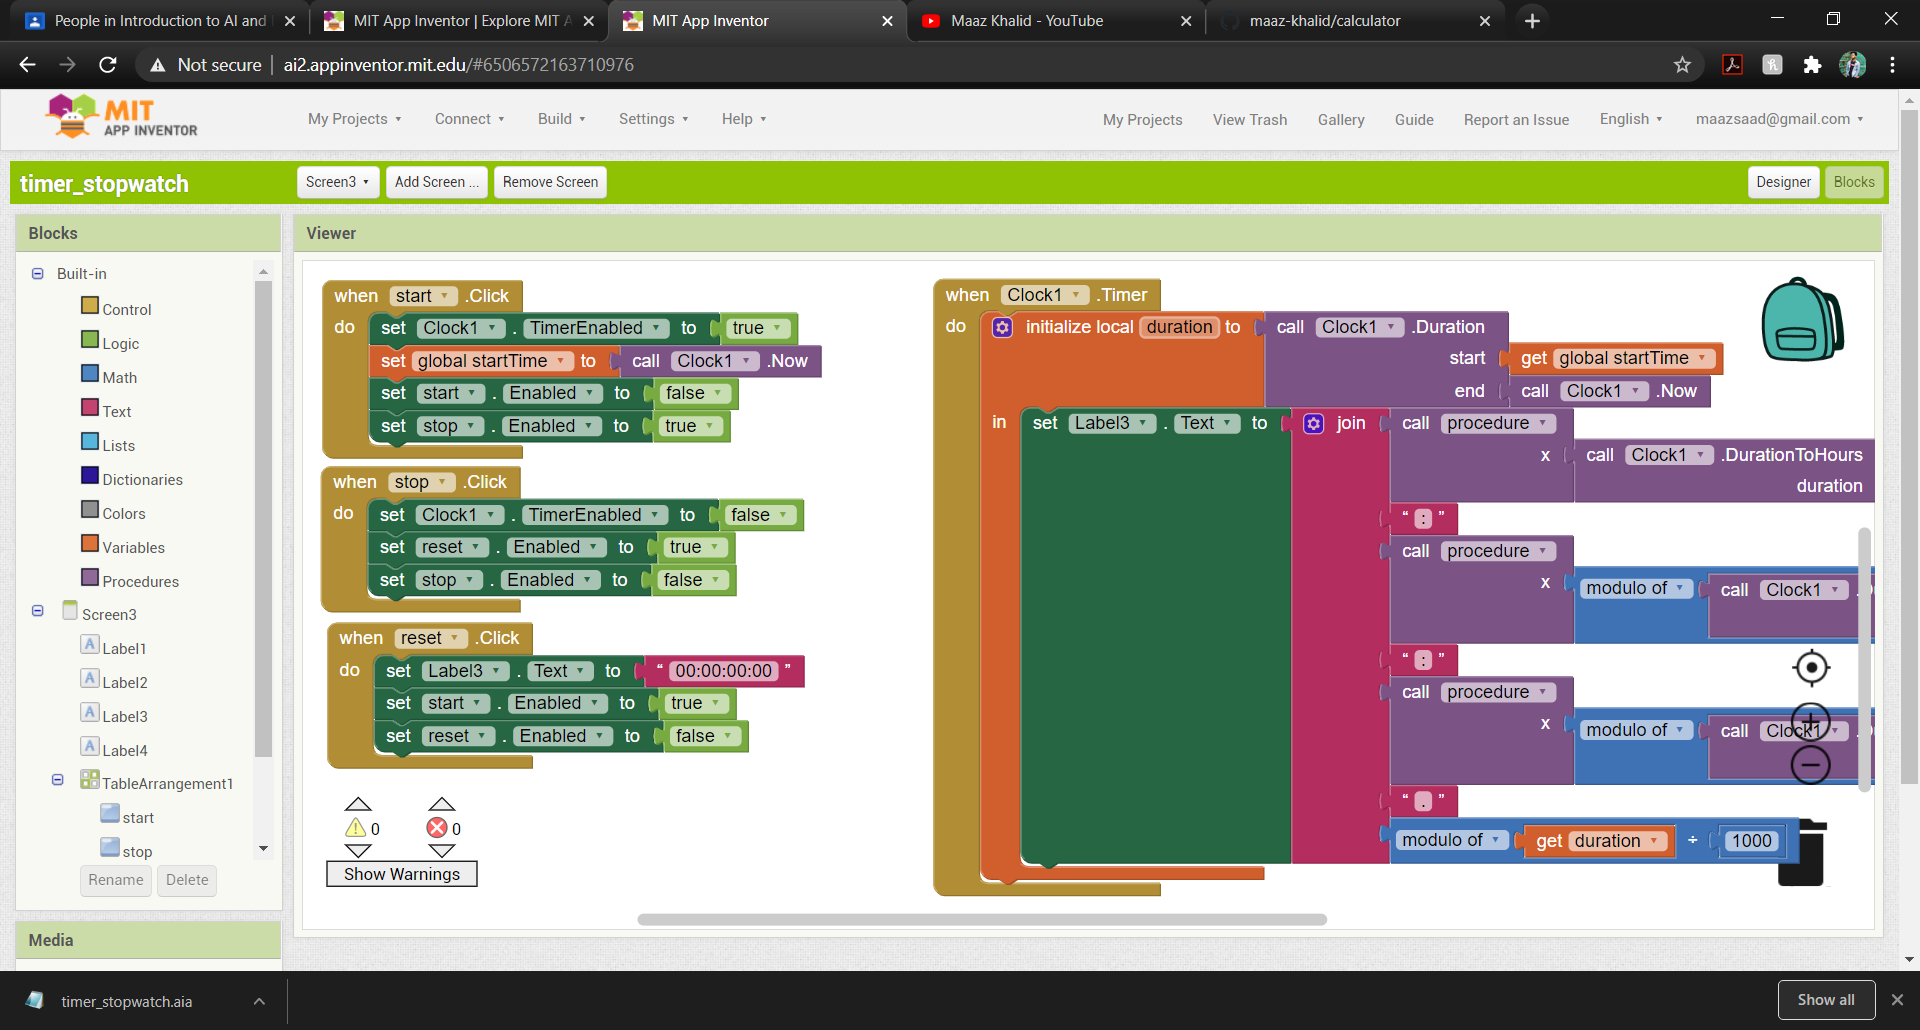 People in Introduction to AI and
MIT App Inventor | Explore MIT A
MIT App Inventor
Maaz Khalid - YouTube
maaz-khalid/calculator
Not secure | ai2.appinventor.mit.edu/#6506572163710976
MIT
APP INVENTOR
My Projects
Connect
Build
Settings
Help
My Projects
View Trash
Gallery
Guide
Report an Issue
English
maazsaad@gmail.com
timer_stopwatch
Screen3
Add Screen ...
Remove Screen
Designer
Blocks
Blocks
Built-in
Control
Logic
Math
Text
Lists
Dictionaries
Colors
Variables
Procedures
Screen3
Label1
Label2
Label3
Label4
TableArrangement1
start
stop
Rename
Delete
Media
Viewer
when start .Click
do set Clock1 . TimerEnabled to true
set global startTime to call Clock1 .Now
set start . Enabled to false
set stop . Enabled to true
when stop .Click
do set Clock1 . TimerEnabled to false
set reset . Enabled to true
set stop . Enabled to false
when reset .Click
do set Label3 . Text to “ 00:00:00:00 ”
set start . Enabled to true
set reset . Enabled to false
0
0
Show Warnings
when Clock1 .Timer
do initialize local duration to call Clock1 .Duration
start get global startTime
end call Clock1 .Now
in set Label3 . Text to join call procedure
x call Clock1 .DurationToHours
duration
“ : ”
call procedure
x modulo of call Clock1
“ : ”
call procedure
x modulo of call Clock1
“ . ”
modulo of get duration ÷ 1000
timer_stopwatch.aia
Show all